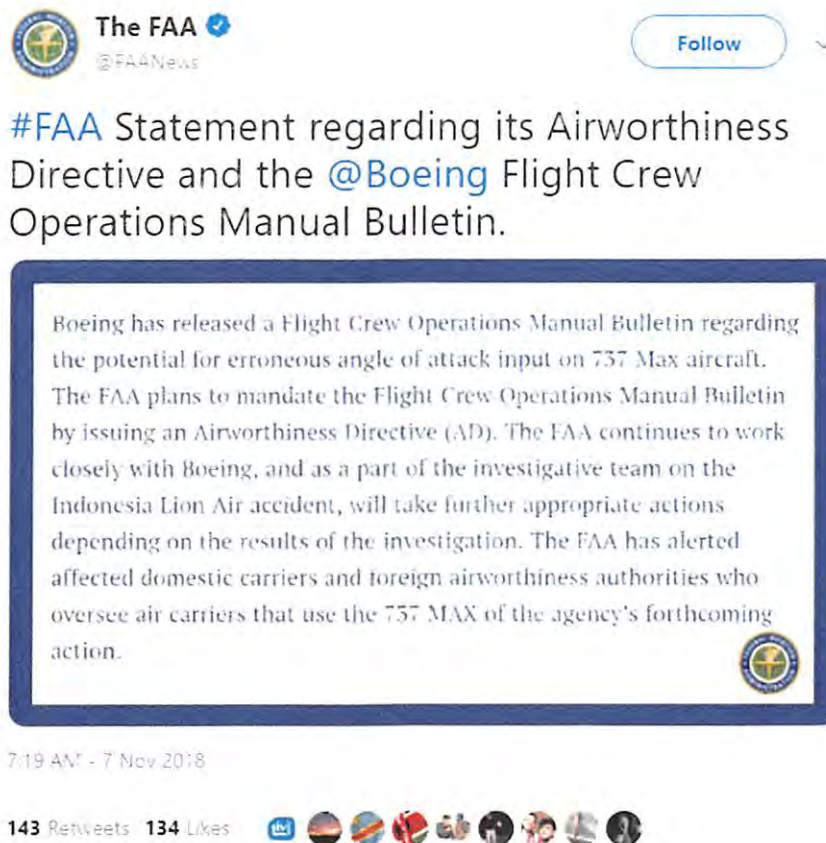 The FAA
@FAANews
Follow
#FAA Statement regarding its Airworthiness
Directive and the @Boeing Flight Crew
Operations Manual Bulletin.
Boeing has released a Flight Crew Operations Manual Bulletin regarding
the potential for erroneous angle of attack input on 737 Max aircraft.
The FAA plans to mandate the Flight Crew Operations Manual Bulletin
by issuing an Airworthiness Directive (AD). The FAA continues to work
closely with Boeing, and as a part of the investigative team on the
Indonesia Lion Air accident, will take further appropriate actions
depending on the results of the investigation. The FAA has alerted
affected domestic carriers and foreign airworthiness authorities who
oversee air carriers that use the 737 MAX of the agency's forthcoming
action.
7:19 AM - 7 Nov 2018
143 Retweets 134 Likes